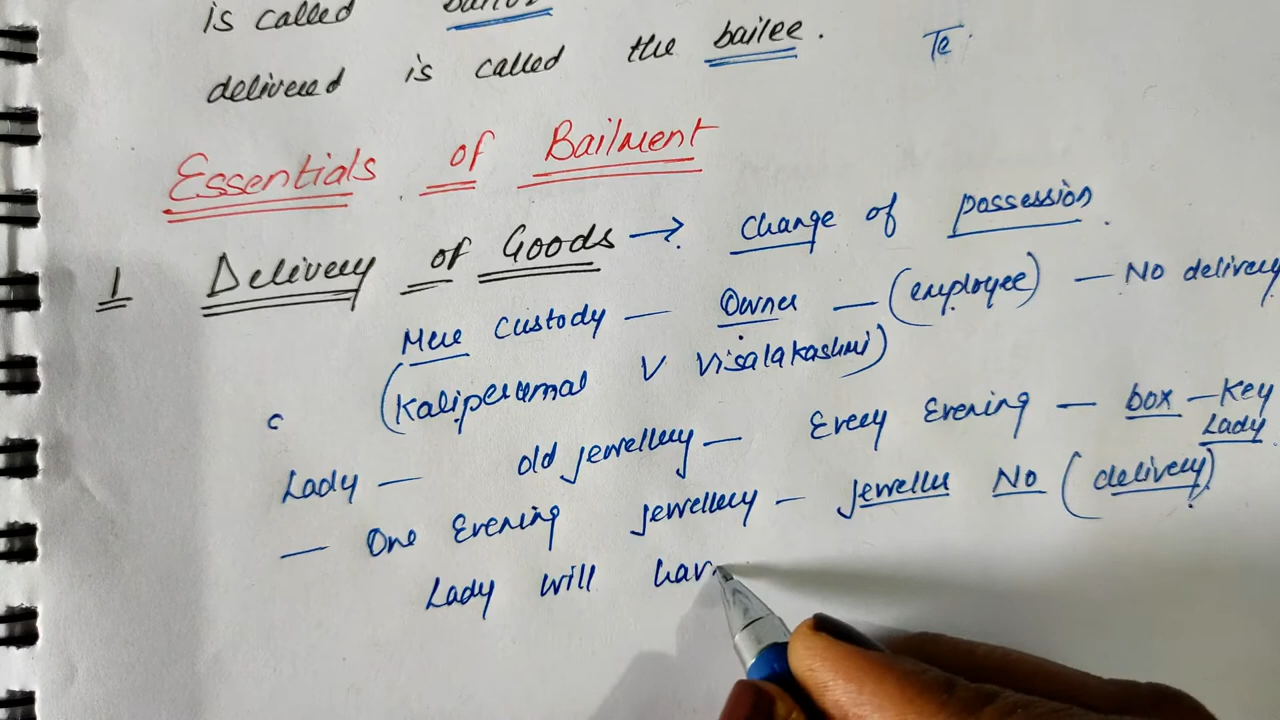 is called bailor
delivered is called the bailee. Te
Essentials of Bailment
1 Delivery of Goods → Change of possession.
Mere Custody — Owner — (employee) — No delivery
(Kaliperumal V Visalakashmi)
c
Lady — old jewellery — Every Evening — box — Key Lady
— One Evening jewellery — jeweller No (delivery)
Lady will hav